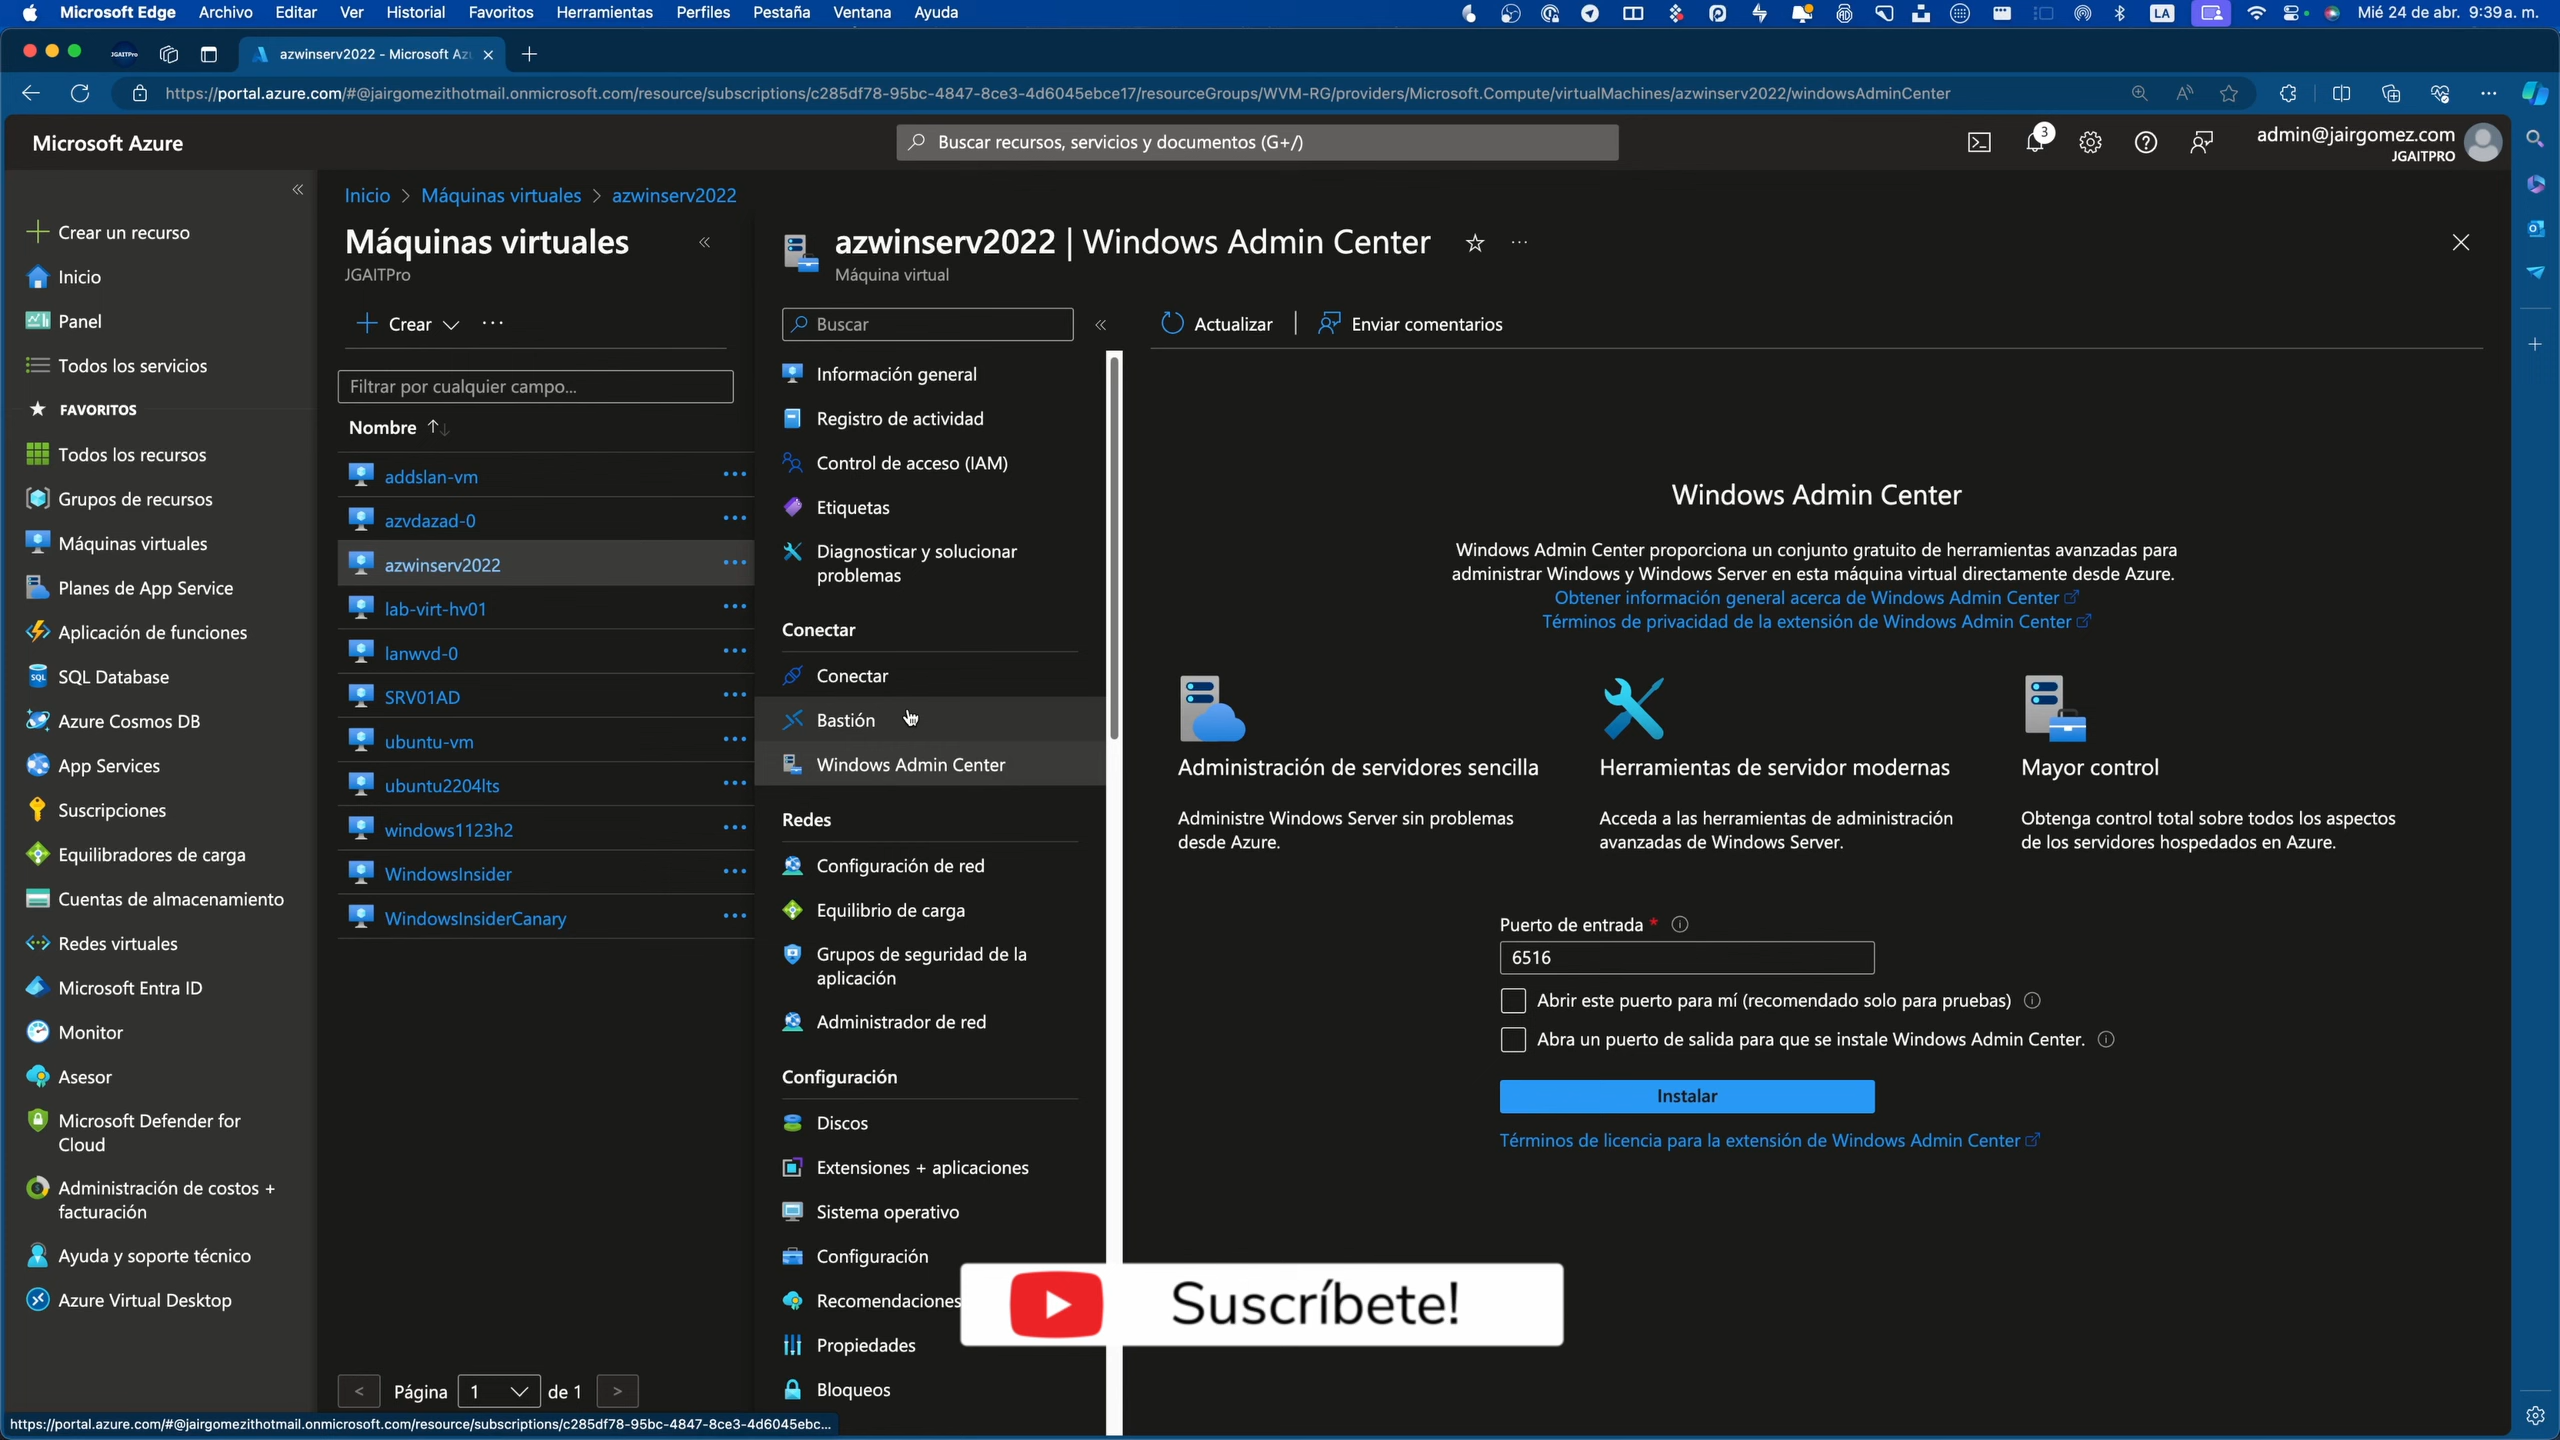 Microsoft Edge Archivo Editar Ver Historial Favoritos Herramientas Perfiles Pestaña Ventana Ayuda
LA
Mié 24 de abr. 9:39 a. m.
JGAITPro
azwinserv2022 - Microsoft Azu
https://portal.azure.com/#@jairgomezithotmail.onmicrosoft.com/resource/subscriptions/c285df78-95bc-4847-8ce3-4d6045ebce17/resourceGroups/WVM-RG/providers/Microsoft.Compute/virtualMachines/azwinserv2022/windowsAdminCenter
Microsoft Azure
Buscar recursos, servicios y documentos (G+/)
3
admin@jairgomez.com
JGAITPRO
Crear un recurso
Inicio
Panel
Todos los servicios
FAVORITOS
Todos los recursos
Grupos de recursos
Máquinas virtuales
Planes de App Service
Aplicación de funciones
SQL Database
Azure Cosmos DB
App Services
Suscripciones
Equilibradores de carga
Cuentas de almacenamiento
Redes virtuales
Microsoft Entra ID
Monitor
Asesor
Microsoft Defender for
Cloud
Administración de costos +
facturación
Ayuda y soporte técnico
Azure Virtual Desktop
Inicio > Máquinas virtuales > azwinserv2022
Máquinas virtuales
JGAITPro
Crear
Filtrar por cualquier campo...
Nombre
addslan-vm
azvdazad-0
azwinserv2022
lab-virt-hv01
lanwvd-0
SRV01AD
ubuntu-vm
ubuntu2204lts
windows1123h2
WindowsInsider
WindowsInsiderCanary
< Página 1 de 1 >
azwinserv2022 | Windows Admin Center
Máquina virtual
Buscar
Información general
Registro de actividad
Control de acceso (IAM)
Etiquetas
Diagnosticar y solucionar
problemas
Conectar
Conectar
Bastión
Windows Admin Center
Redes
Configuración de red
Equilibrio de carga
Grupos de seguridad de la
aplicación
Administrador de red
Configuración
Discos
Extensiones + aplicaciones
Sistema operativo
Configuración
Recomendaciones
Propiedades
Bloqueos
Actualizar
Enviar comentarios
Windows Admin Center
Windows Admin Center proporciona un conjunto gratuito de herramientas avanzadas para
administrar Windows y Windows Server en esta máquina virtual directamente desde Azure.
Obtener información general acerca de Windows Admin Center
Términos de privacidad de la extensión de Windows Admin Center
Administración de servidores sencilla
Administre Windows Server sin problemas
desde Azure.
Herramientas de servidor modernas
Acceda a las herramientas de administración
avanzadas de Windows Server.
Mayor control
Obtenga control total sobre todos los aspectos
de los servidores hospedados en Azure.
Puerto de entrada *
6516
Abrir este puerto para mí (recomendado solo para pruebas)
Abra un puerto de salida para que se instale Windows Admin Center.
Instalar
Términos de licencia para la extensión de Windows Admin Center
Suscríbete!
https://portal.azure.com/#@jairgomezithotmail.onmicrosoft.com/resource/subscriptions/c285df78-95bc-4847-8ce3-4d6045ebc...